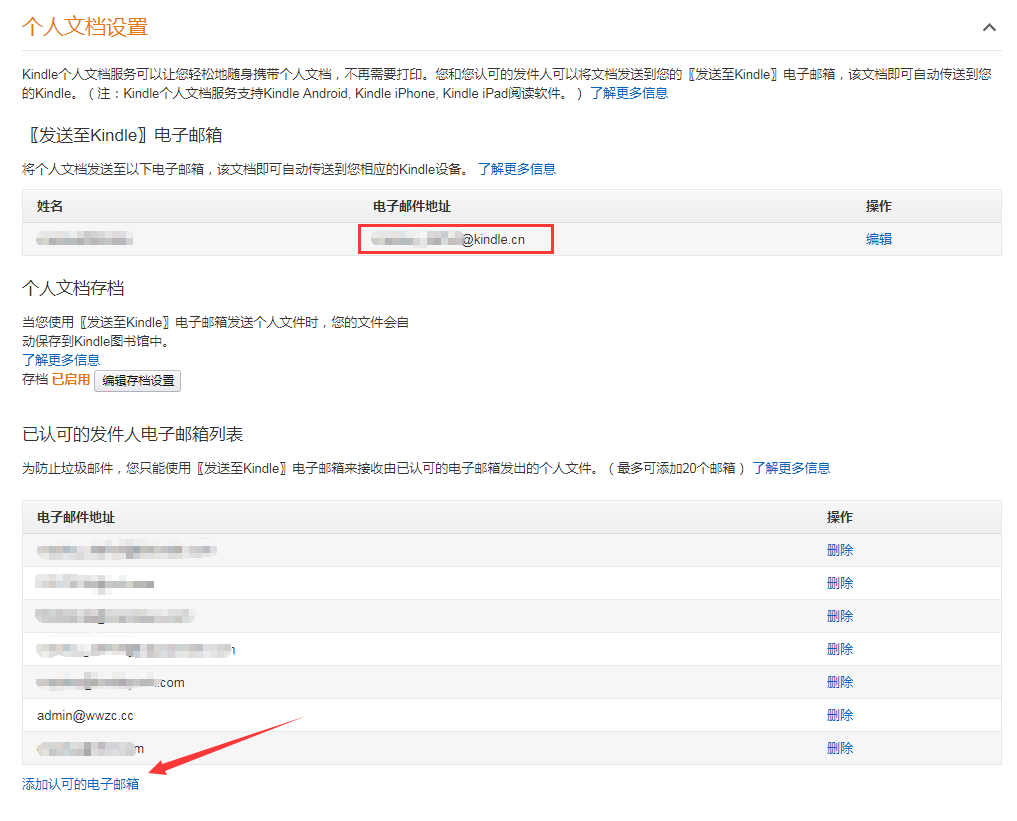 个人文档设置
Kindle个人文档服务可以让您轻松地随身携带个人文档，不再需要打印。您和您认可的发件人可以将文档发送到您的〖发送至Kindle〗电子邮箱，该文档即可自动传送到您
的Kindle。（注：Kindle个人文档服务支持Kindle Android, Kindle iPhone, Kindle iPad阅读软件。）了解更多信息
〖发送至Kindle〗电子邮箱
将个人文档发送至以下电子邮箱，该文档即可自动传送到您相应的Kindle设备。 了解更多信息
姓名 电子邮件地址 操作
@kindle.cn 编辑
个人文档存档
当您使用〖发送至Kindle〗电子邮箱发送个人文件时，您的文件会自
动保存到Kindle图书馆中。
了解更多信息
存档 已启用 编辑存档设置
已认可的发件人电子邮箱列表
为防止垃圾邮件，您只能使用〖发送至Kindle〗电子邮箱来接收由已认可的电子邮箱发出的个人文件。（最多可添加20个邮箱）了解更多信息
电子邮件地址 操作
删除
删除
删除
删除
.com 删除
admin@wwzc.cc 删除
删除
添加认可的电子邮箱